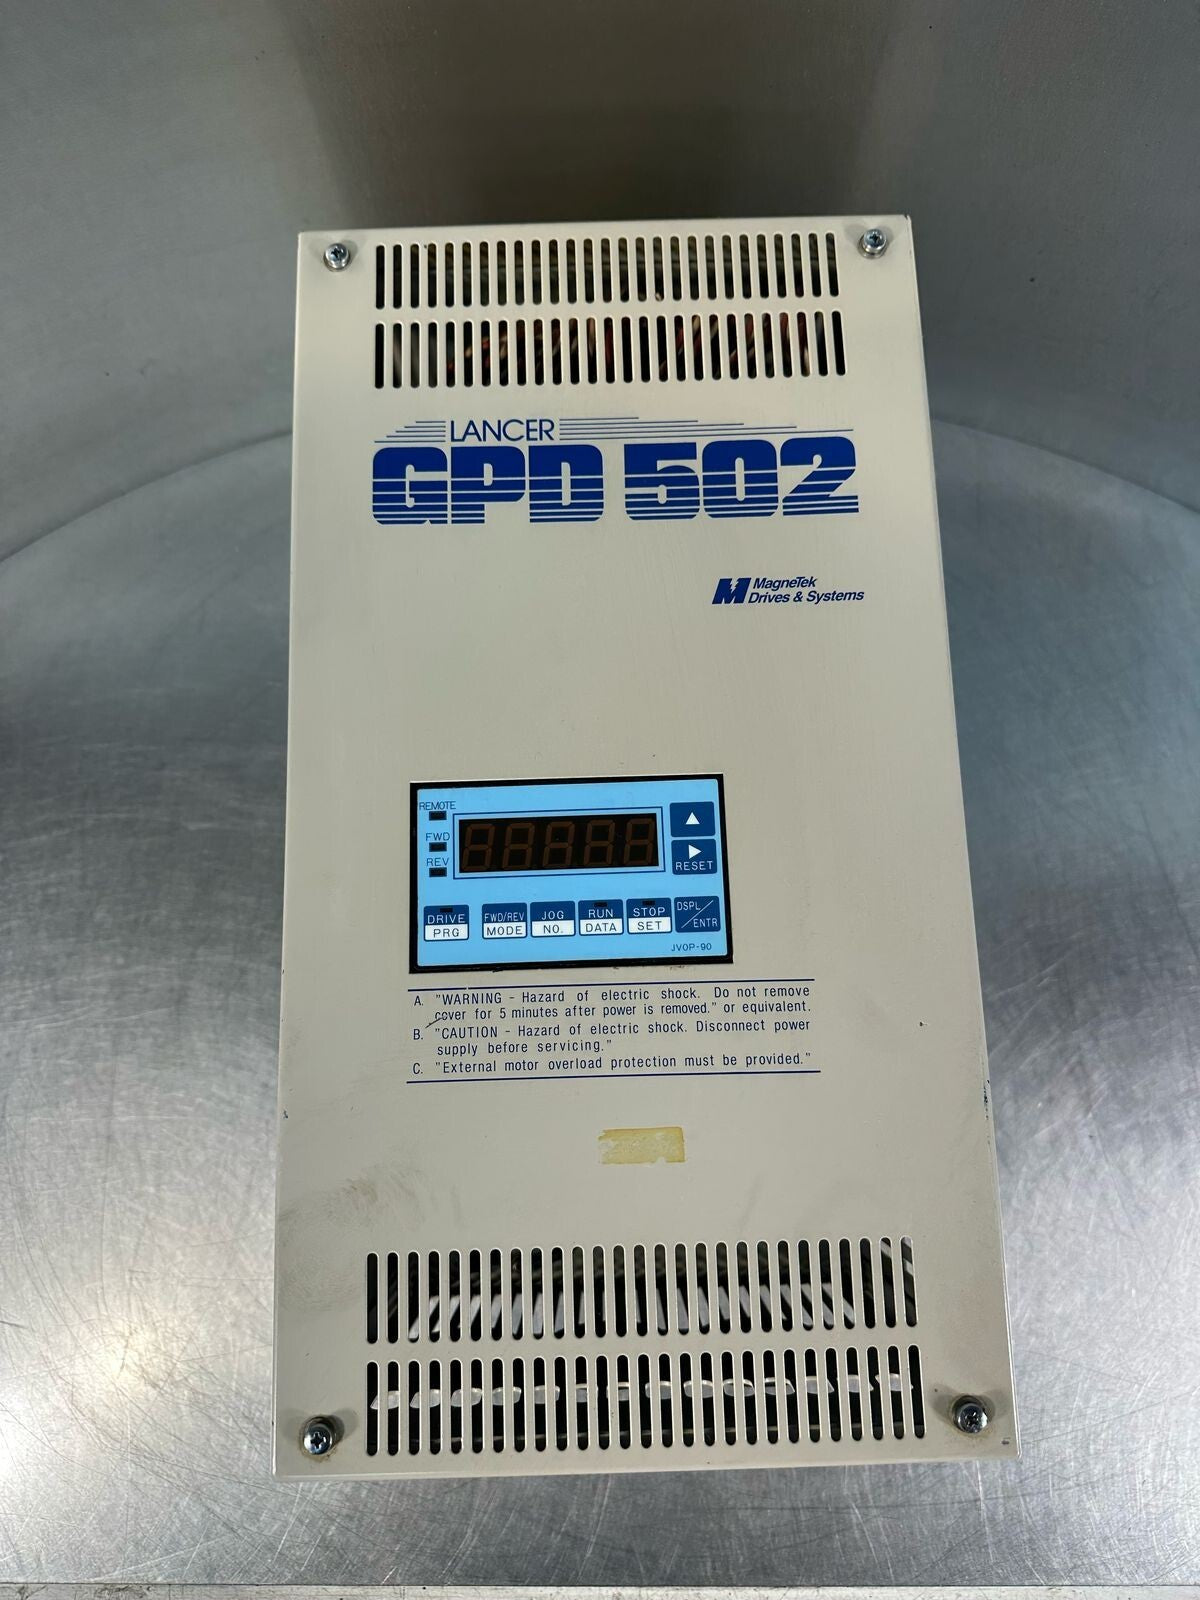 LANCER
GPD 502
MagneTek
Drives & Systems
REMOTE
FWD
REV
RESET
DRIVE
PRG
FWD/REV
MODE
JOG
NO.
RUN
DATA
STOP
SET
DSPL
ENTR
JVOP-90
A. "WARNING - Hazard of electric shock. Do not remove
cover for 5 minutes after power is removed." or equivalent.
B. "CAUTION - Hazard of electric shock. Disconnect power
supply before servicing."
C. "External motor overload protection must be provided."